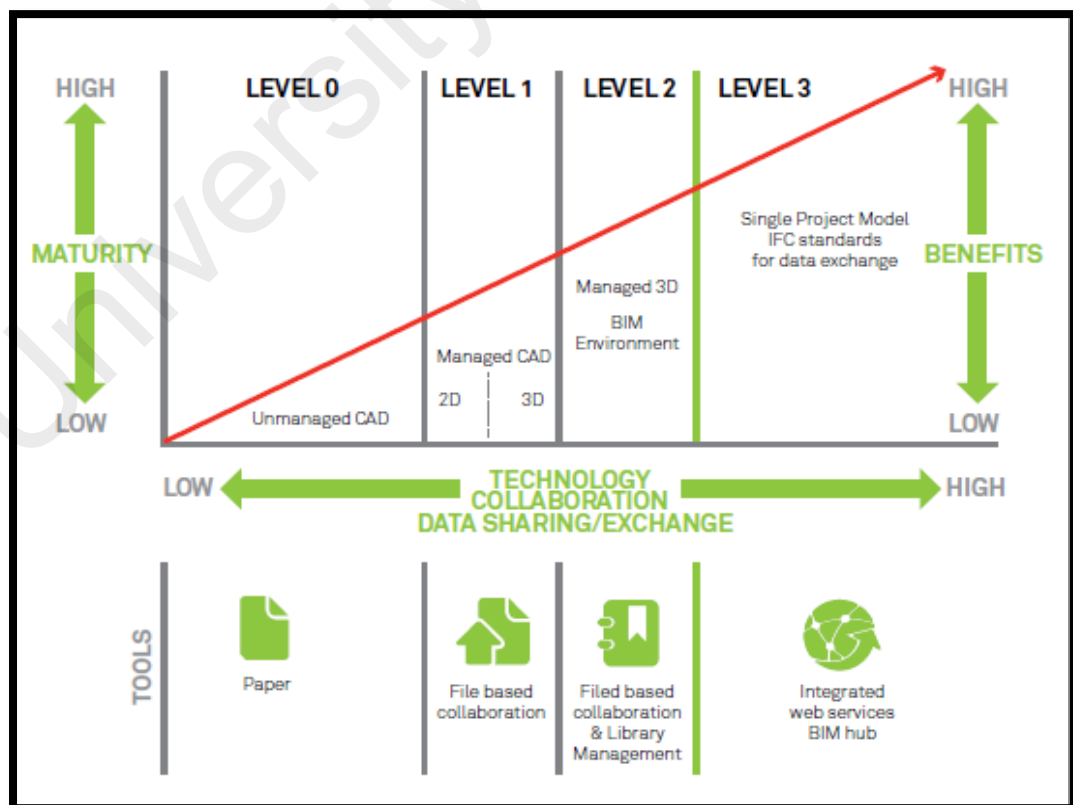 University
HIGH
LEVEL 0
LEVEL 1
LEVEL 2
LEVEL 3
HIGH
MATURITY
Single Project Model
IFC standards
for data exchange
BENEFITS
Managed 3D
BIM
Environment
Managed CAD
2D
3D
Unmanaged CAD
LOW
LOW
LOW
TECHNOLOGY
COLLABORATION
DATA SHARING/EXCHANGE
HIGH
TOOLS
Paper
File based
collaboration
Filed based
collaboration
& Library
Management
Integrated
web services
BIM hub